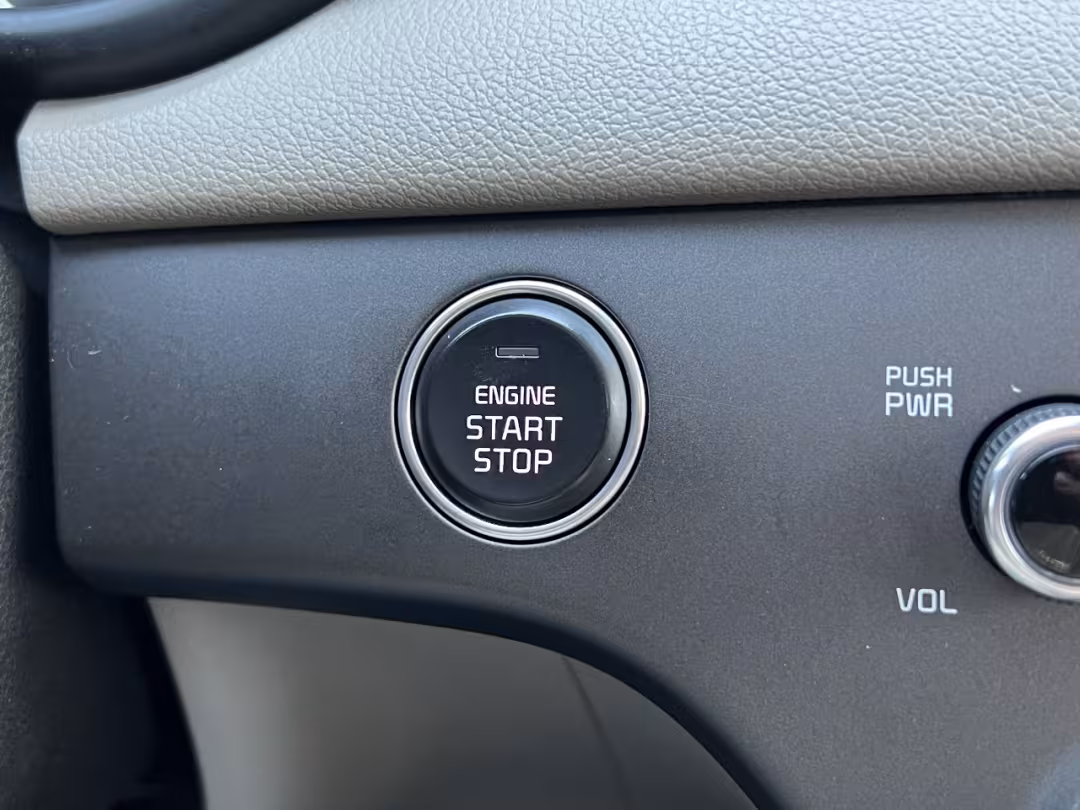 ENGINE
START
STOP
PUSH
PWR
VOL